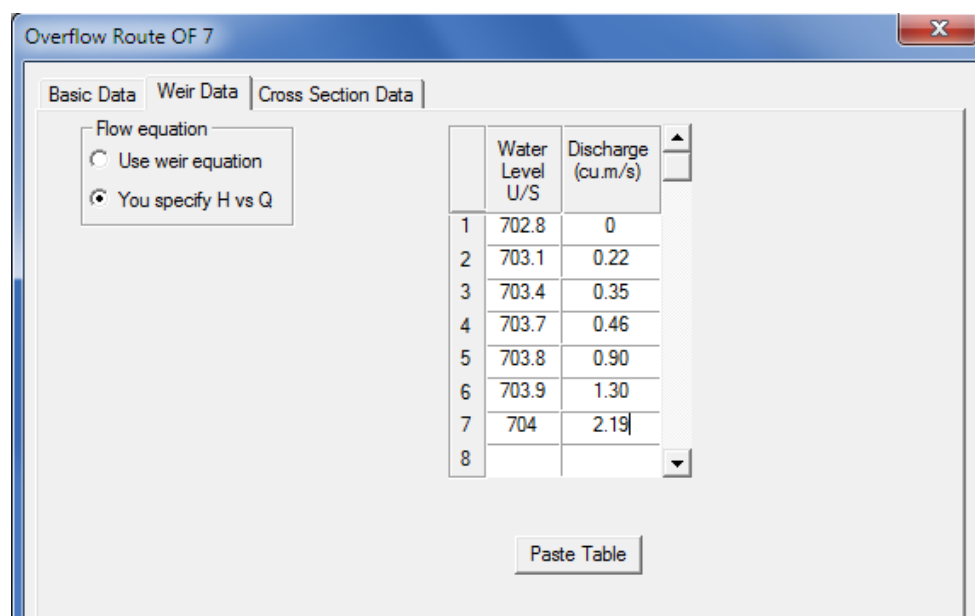 Overflow Route OF 7
Basic Data Weir Data Cross Section Data
Flow equation
Use weir equation
You specify H vs Q
Water Level U/S Discharge (cu.m/s)
1 702.8 0
2 703.1 0.22
3 703.4 0.35
4 703.7 0.46
5 703.8 0.90
6 703.9 1.30
7 704 2.19
8
Paste Table